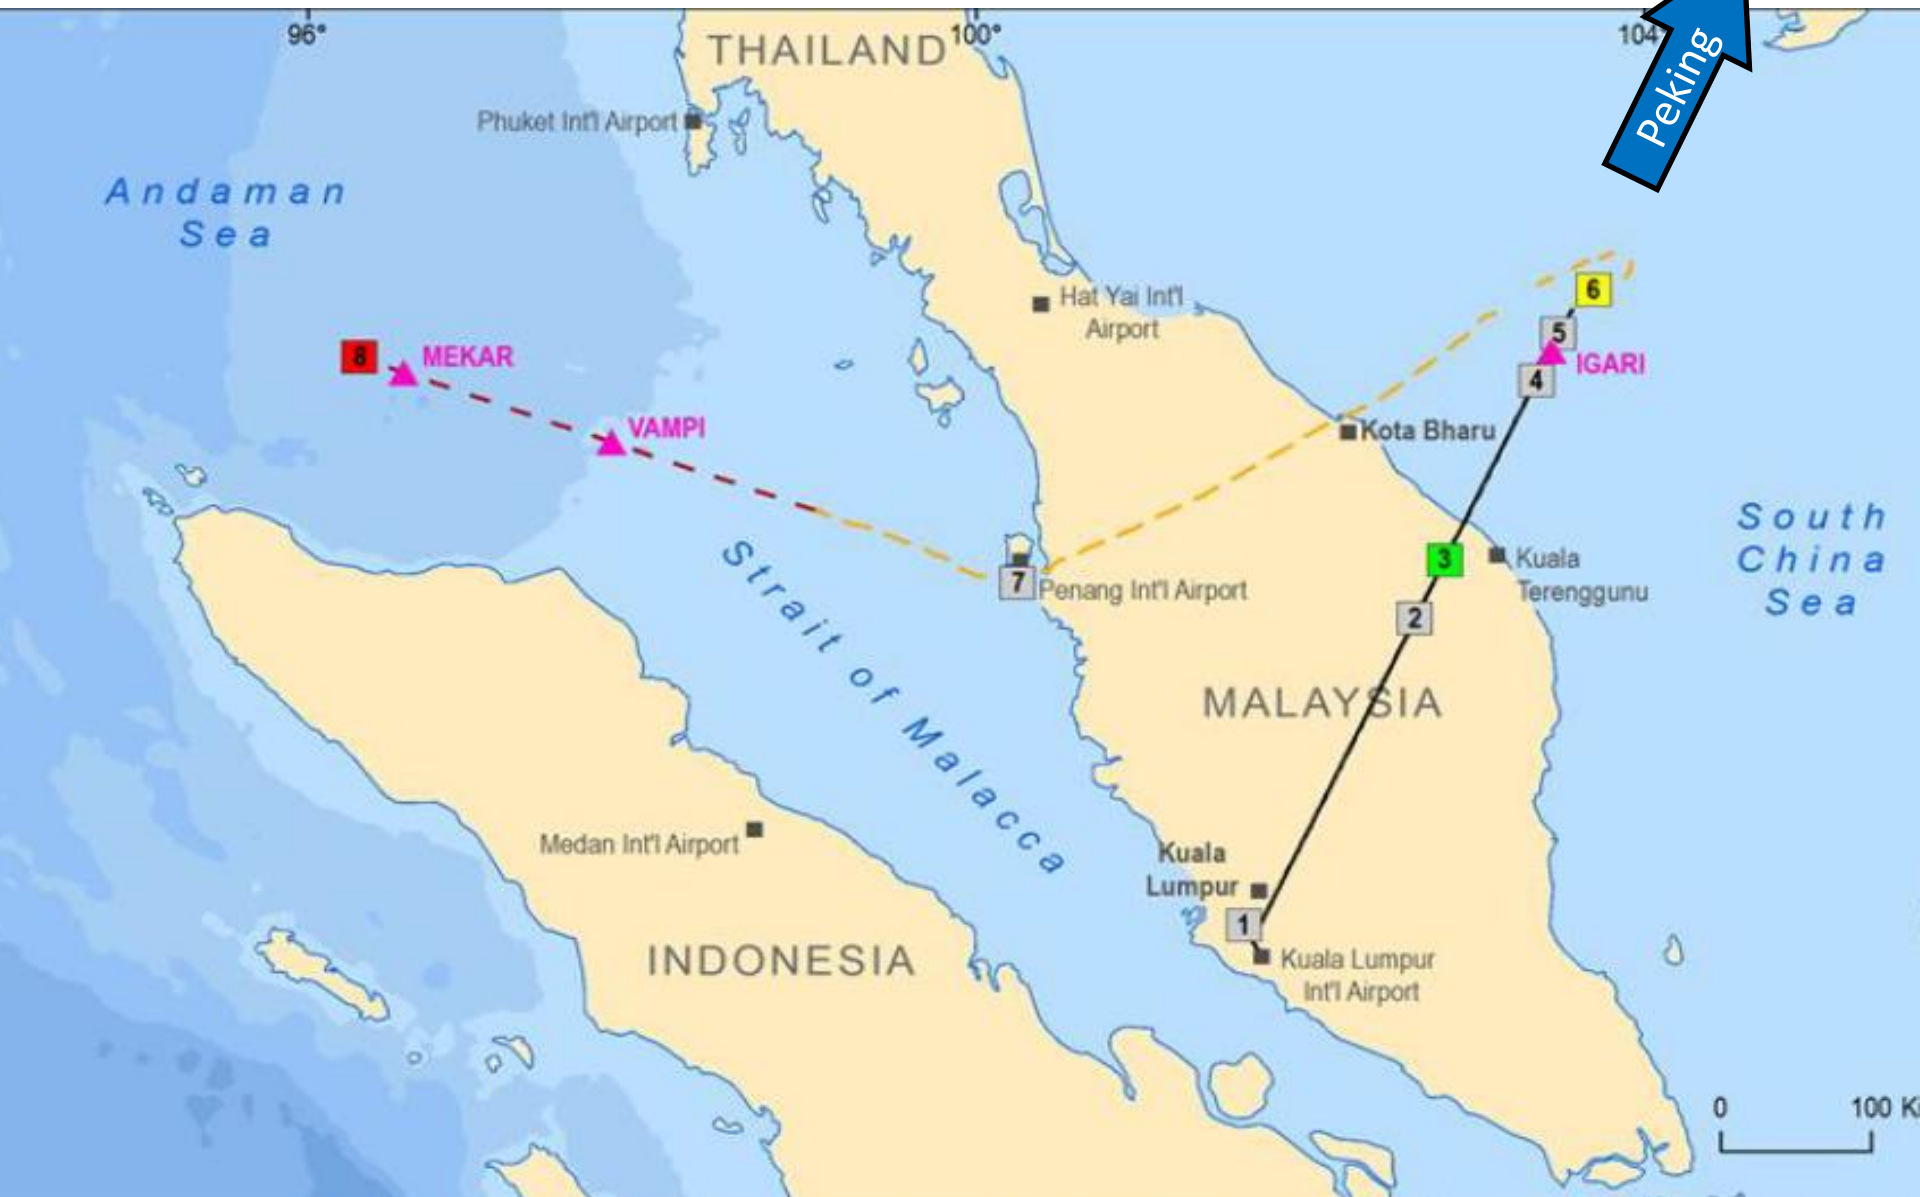 96°
100°
104°
Peking
THAILAND
Phuket Int'l Airport
Andaman
Sea
Hat Yai Int'l
Airport
6
5
IGARI
4
8
MEKAR
VAMPI
Kota Bharu
South
China
Sea
3
Kuala
Terenggunu
7
Penang Int'l Airport
2
Strait of Malacca
MALAYSIA
Medan Int'l Airport
Kuala
Lumpur
1
INDONESIA
Kuala Lumpur
Int'l Airport
0
100 K